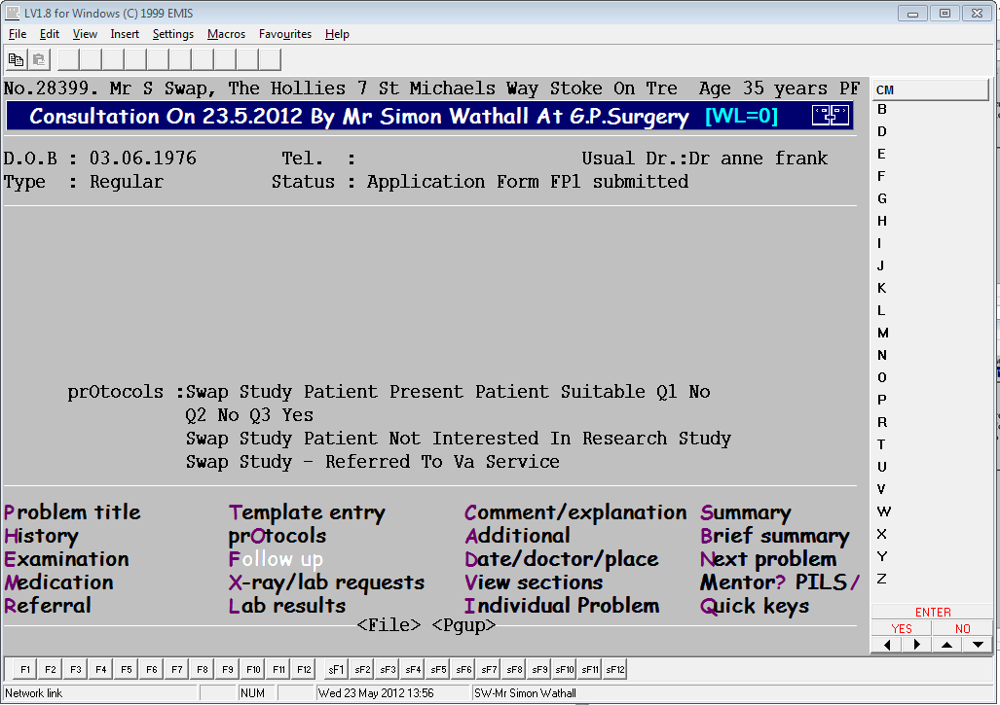 LV1.8 for Windows (C) 1999 EMIS
File Edit View Insert Settings Macros Favourites Help
No.28399. Mr S Swap, The Hollies 7 St Michaels Way Stoke On Tre Age 35 years PF
Consultation On 23.5.2012 By Mr Simon Wathall At G.P.Surgery [WL=0]
D.O.B : 03.06.1976 Tel. : Usual Dr.:Dr anne frank
Type : Regular Status : Application Form FP1 submitted
prOtocols :Swap Study Patient Present Patient Suitable Q1 No
Q2 No Q3 Yes
Swap Study Patient Not Interested In Research Study
Swap Study - Referred To Va Service
Problem title Template entry Comment/explanation Summary
History prOtocols Additional Brief summary
Examination Follow up Date/doctor/place Next problem
Medication X-ray/lab requests View sections Mentor? PILS/
Referral Lab results Individual Problem Quick keys
<File> <Pgup>
CM
B
D
E
F
G
H
I
J
K
L
M
N
O
P
R
T
U
V
W
X
Y
Z
ENTER
YES NO
F1 F2 F3 F4 F5 F6 F7 F8 F9 F10 F11 F12 sF1 sF2 sF3 sF4 sF5 sF6 sF7 sF8 sF9 sF10 sF11 sF12
Network link NUM Wed 23 May 2012 13:56 SW-Mr Simon Wathall